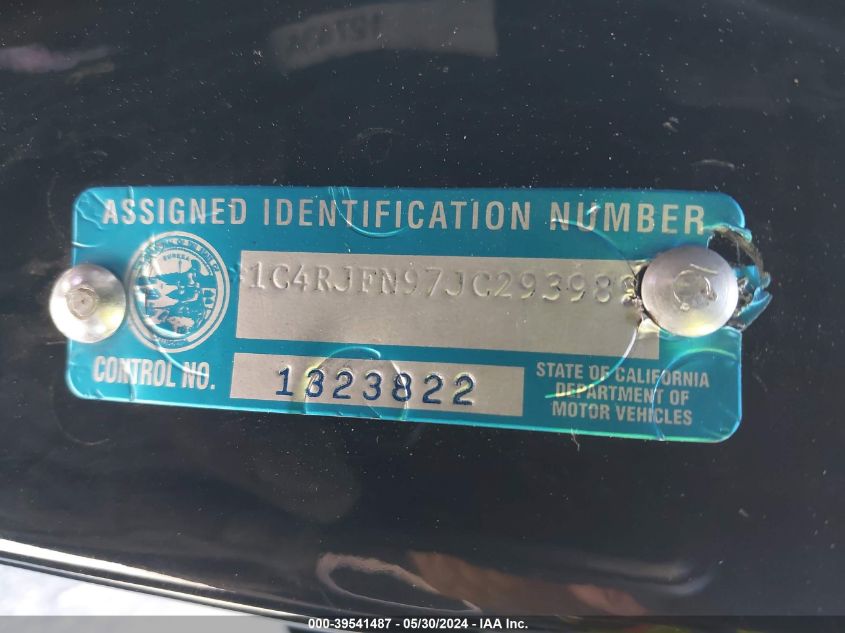 ASSIGNED IDENTIFICATION NUMBER
EUREKA
1C4RJFN97JC29398
CONTROL NO.
1323822
STATE OF CALIFORNIA
DEPARTMENT OF
MOTOR VEHICLES
000-39541487 - 05/30/2024 - IAA Inc.